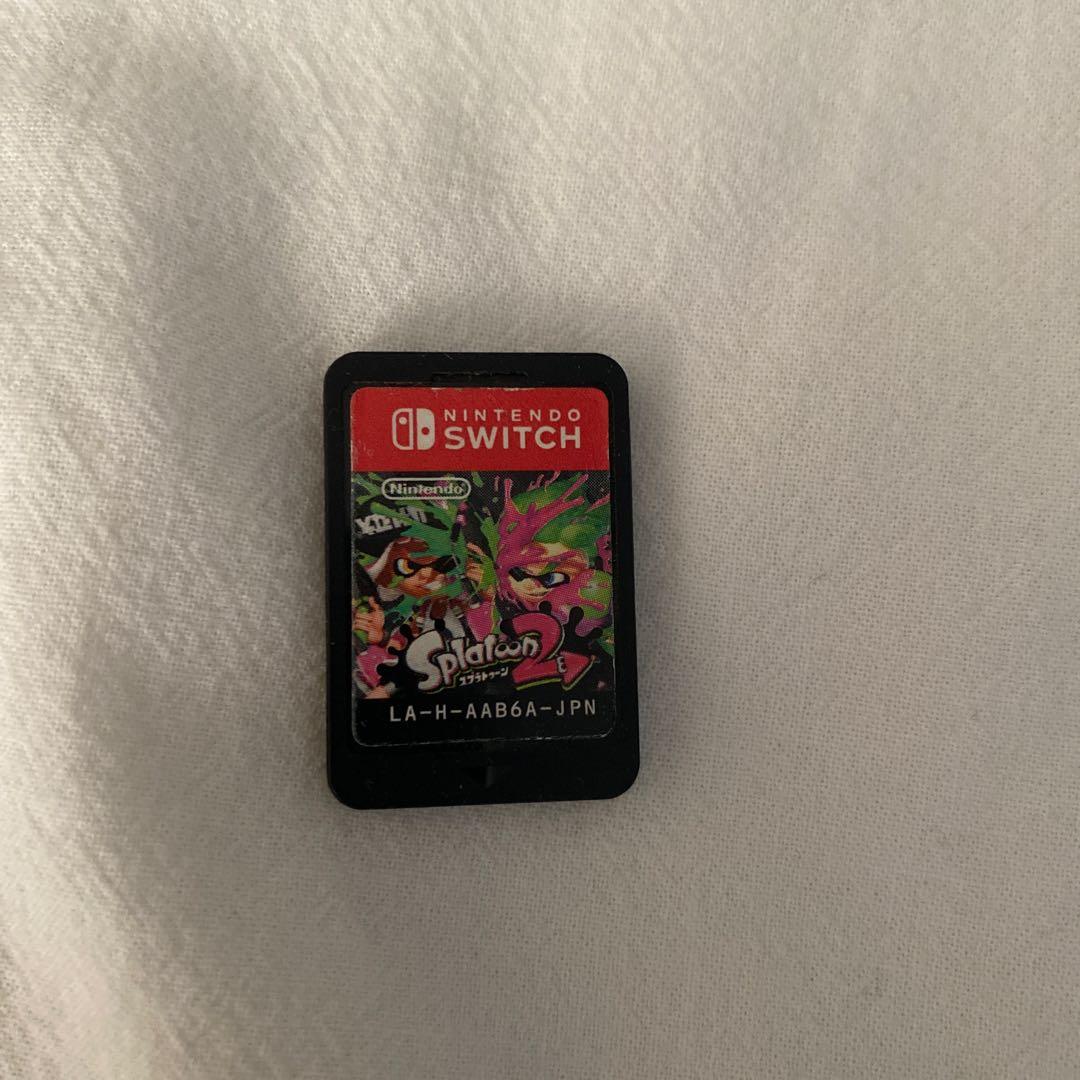 NINTENDO
SWITCH
Nintendo
Splatoon 2
スプラトゥーン
LA-H-AAB6A-JPN